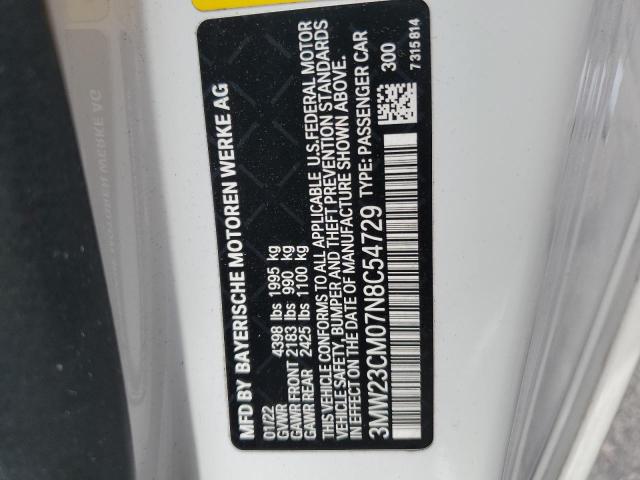 MFD BY BAYERISCHE MOTOREN WERKE AG
01/22
GVWR 4398 lbs 1995 kg
GAWR FRONT 2183 lbs 990 kg
GAWR REAR 2425 lbs 1100 kg
THIS VEHICLE CONFORMS TO ALL APPLICABLE U.S.FEDERAL MOTOR
VEHICLE SAFETY, BUMPER AND THEFT PREVENTION STANDARDS
IN EFFECT ON THE DATE OF MANUFACTURE SHOWN ABOVE.
3MW23CM07N8C54729 TYPE: PASSENGER CAR
300
7315814